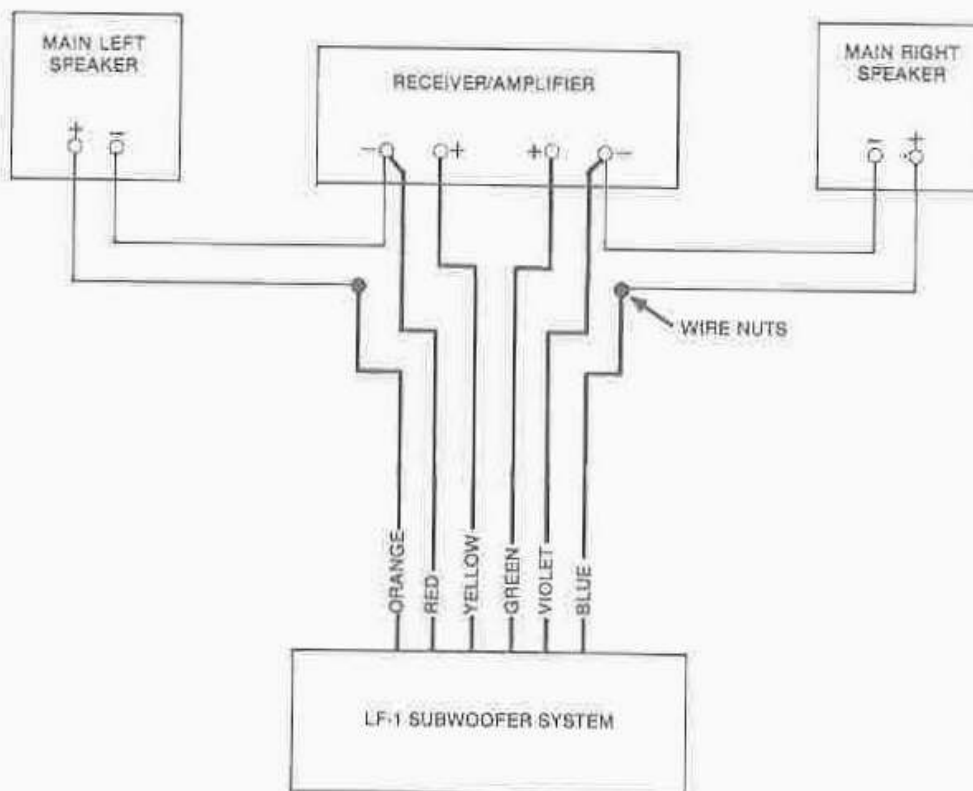 MAIN LEFT
SPEAKER
+ −
RECEIVER/AMPLIFIER
− + + −
MAIN RIGHT
SPEAKER
− +
WIRE NUTS
ORANGE
RED
YELLOW
GREEN
VIOLET
BLUE
LF-1 SUBWOOFER SYSTEM